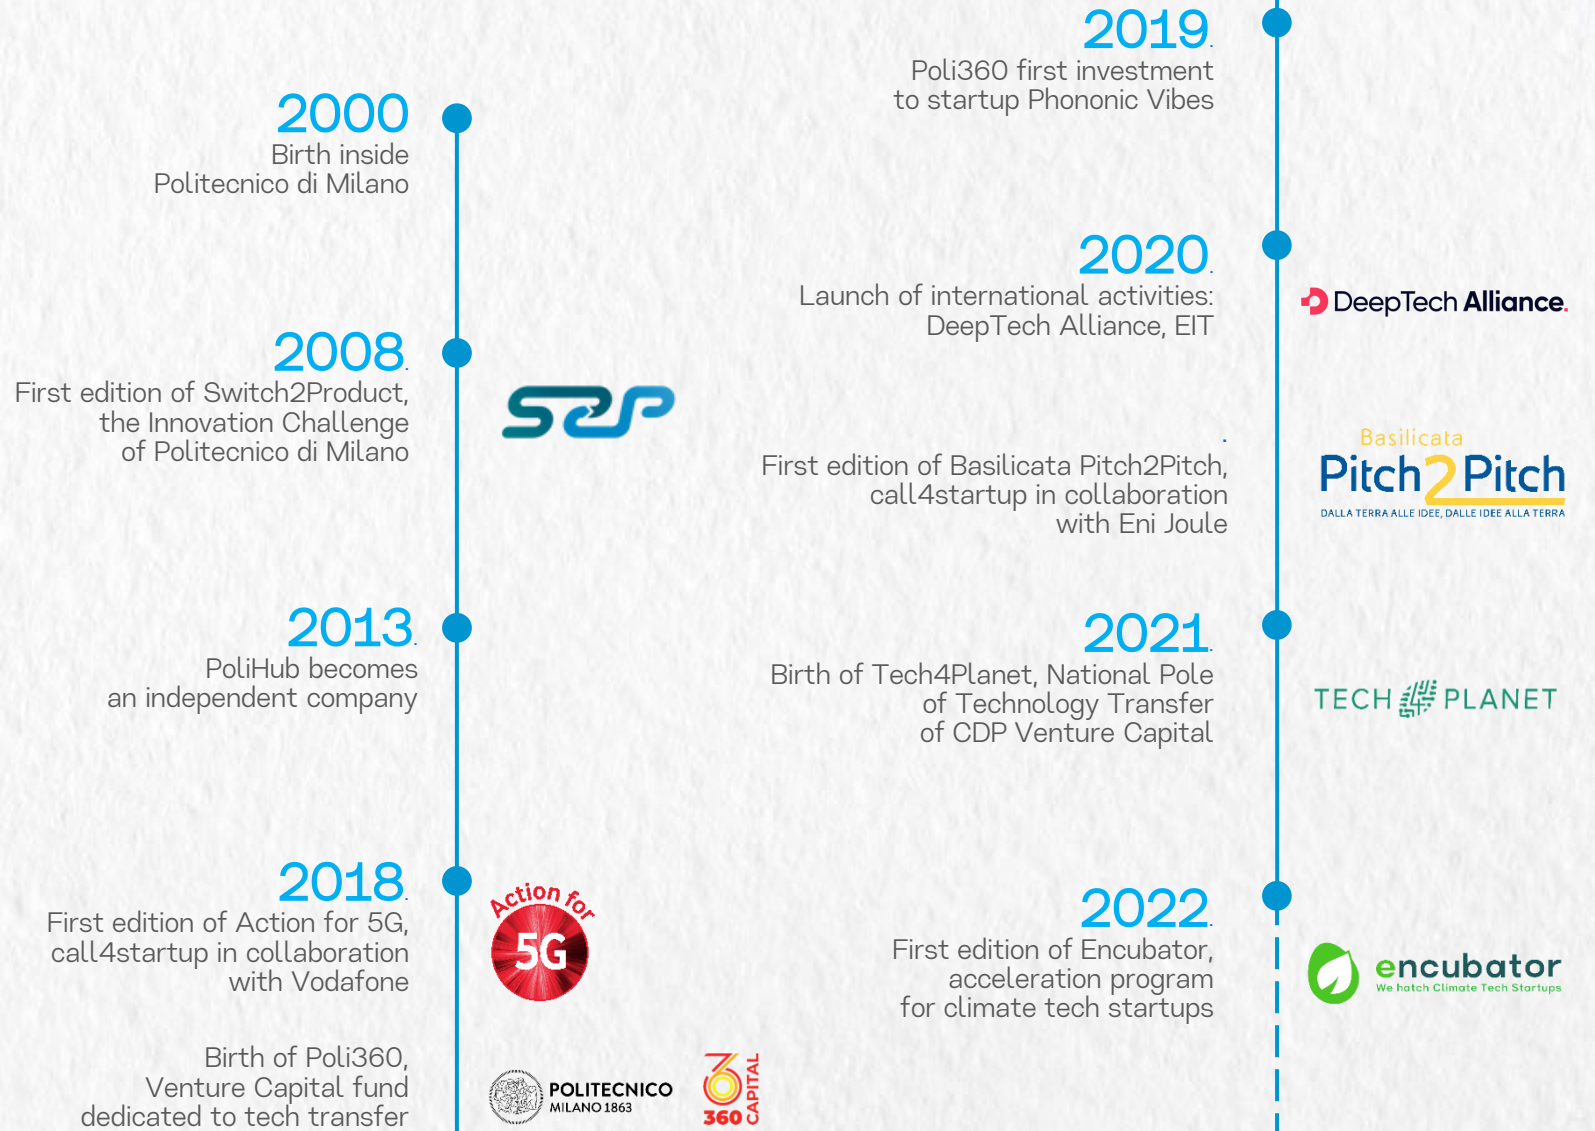 2000
Birth inside
Politecnico di Milano
2008.
First edition of Switch2Product,
the Innovation Challenge
of Politecnico di Milano
S2P
2013.
PoliHub becomes
an independent company
2018.
First edition of Action for 5G,
call4startup in collaboration
with Vodafone
Action for
5G
Birth of Poli360,
Venture Capital fund
dedicated to tech transfer
POLITECNICO
MILANO 1863
360
CAPITAL
2019.
Poli360 first investment
to startup Phononic Vibes
2020.
Launch of international activities:
DeepTech Alliance, EIT
DeepTech Alliance.
.
First edition of Basilicata Pitch2Pitch,
call4startup in collaboration
with Eni Joule
Basilicata
Pitch2Pitch
DALLA TERRA ALLE IDEE, DALLE IDEE ALLA TERRA
2021.
Birth of Tech4Planet, National Pole
of Technology Transfer
of CDP Venture Capital
TECH 4 PLANET
2022.
First edition of Encubator,
acceleration program
for climate tech startups
encubator
We hatch Climate Tech Startups